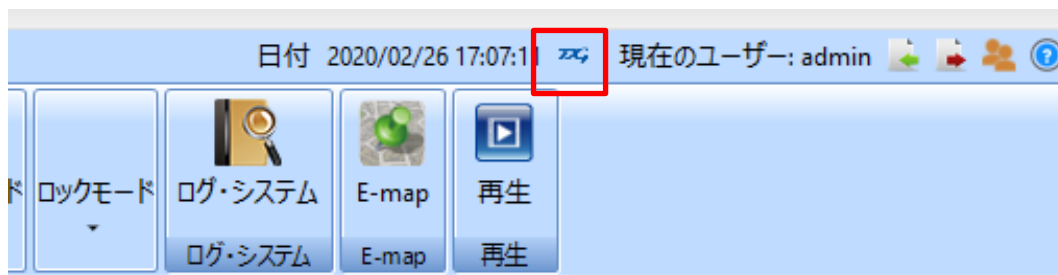 日付 2020/02/26 17:07:11 現在のユーザー: admin
ド ロックモード ログ・システム E-map 再生
ログ・システム E-map 再生